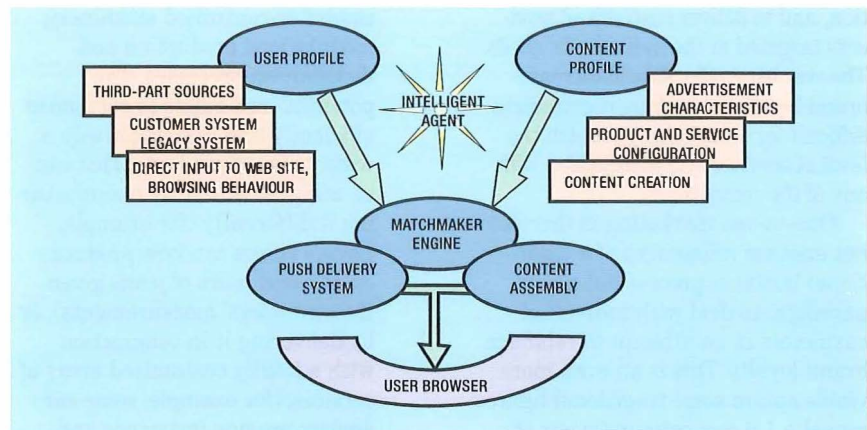 USER PROFILE
CONTENT
PROFILE
THIRD-PART SOURCES
CUSTOMER SYSTEM
LEGACY SYSTEM
DIRECT INPUT TO WEB SITE,
BROWSING BEHAVIOUR
INTELLIGENT
AGENT
ADVERTISEMENT
CHARACTERISTICS
PRODUCT AND SERVICE
CONFIGURATION
CONTENT CREATION
MATCHMAKER
ENGINE
PUSH DELIVERY
SYSTEM
CONTENT
ASSEMBLY
USER BROWSER